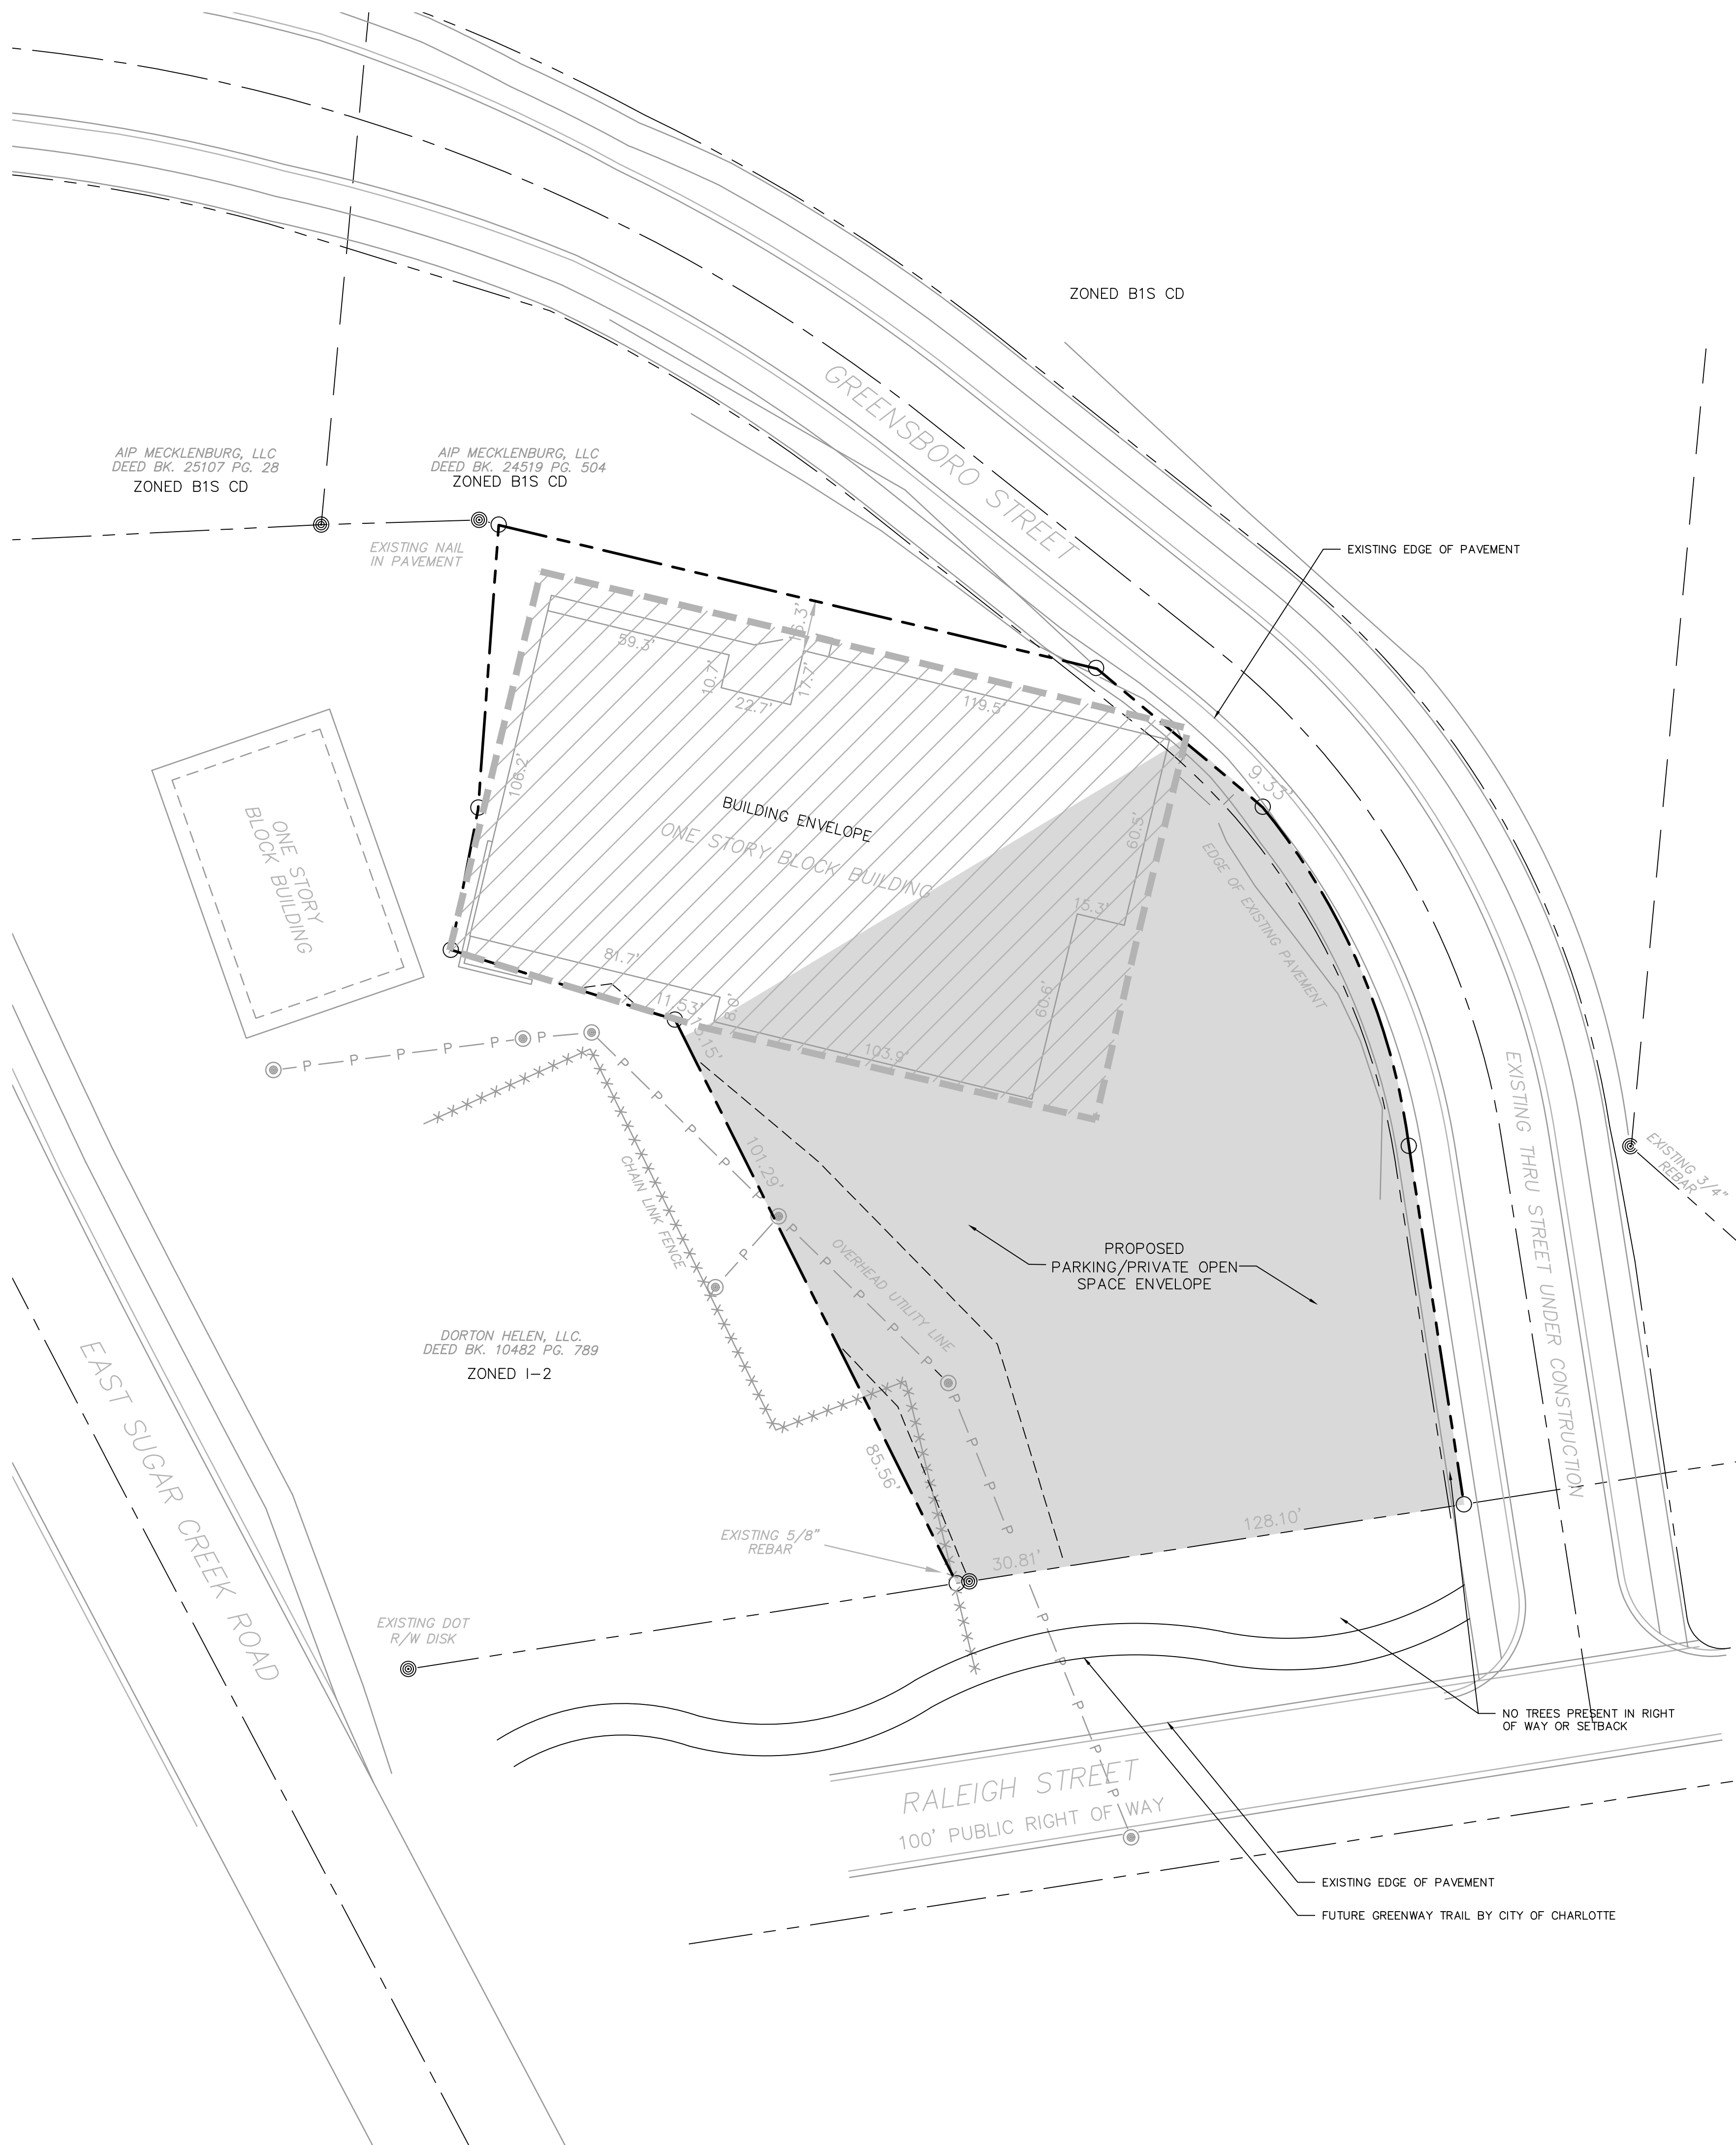 ZONED B1S CD
GREENSBORO STREET
AIP MECKLENBURG, LLC
DEED BK. 25107 PG. 28
ZONED B1S CD
AIP MECKLENBURG, LLC
DEED BK. 24519 PG. 504
ZONED B1S CD
EXISTING NAIL
IN PAVEMENT
EXISTING EDGE OF PAVEMENT
59.3'
10.7'
22.7'
17.7'
119.5'
106.2'
9.33'
BUILDING ENVELOPE
ONE STORY BLOCK BUILDING
60.5'
15.3'
60.6'
ONE STORY
BLOCK BUILDING
EDGE OF EXISTING PAVEMENT
81.7'
11.53'
8.0'
103.9'
101.29'
P P P P P P
CHAIN LINK FENCE
OVERHEAD UTILITY LINE
EXISTING THRU STREET UNDER CONSTRUCTION
EXISTING 3/4"
REBAR
PROPOSED
PARKING/PRIVATE OPEN
SPACE ENVELOPE
DORTON HELEN, LLC.
DEED BK. 10482 PG. 789
ZONED I-2
EAST SUGAR CREEK ROAD
85.56'
EXISTING 5/8"
REBAR
30.81'
128.10'
EXISTING DOT
R/W DISK
NO TREES PRESENT IN RIGHT
OF WAY OR SETBACK
RALEIGH STREET
100' PUBLIC RIGHT OF WAY
EXISTING EDGE OF PAVEMENT
FUTURE GREENWAY TRAIL BY CITY OF CHARLOTTE